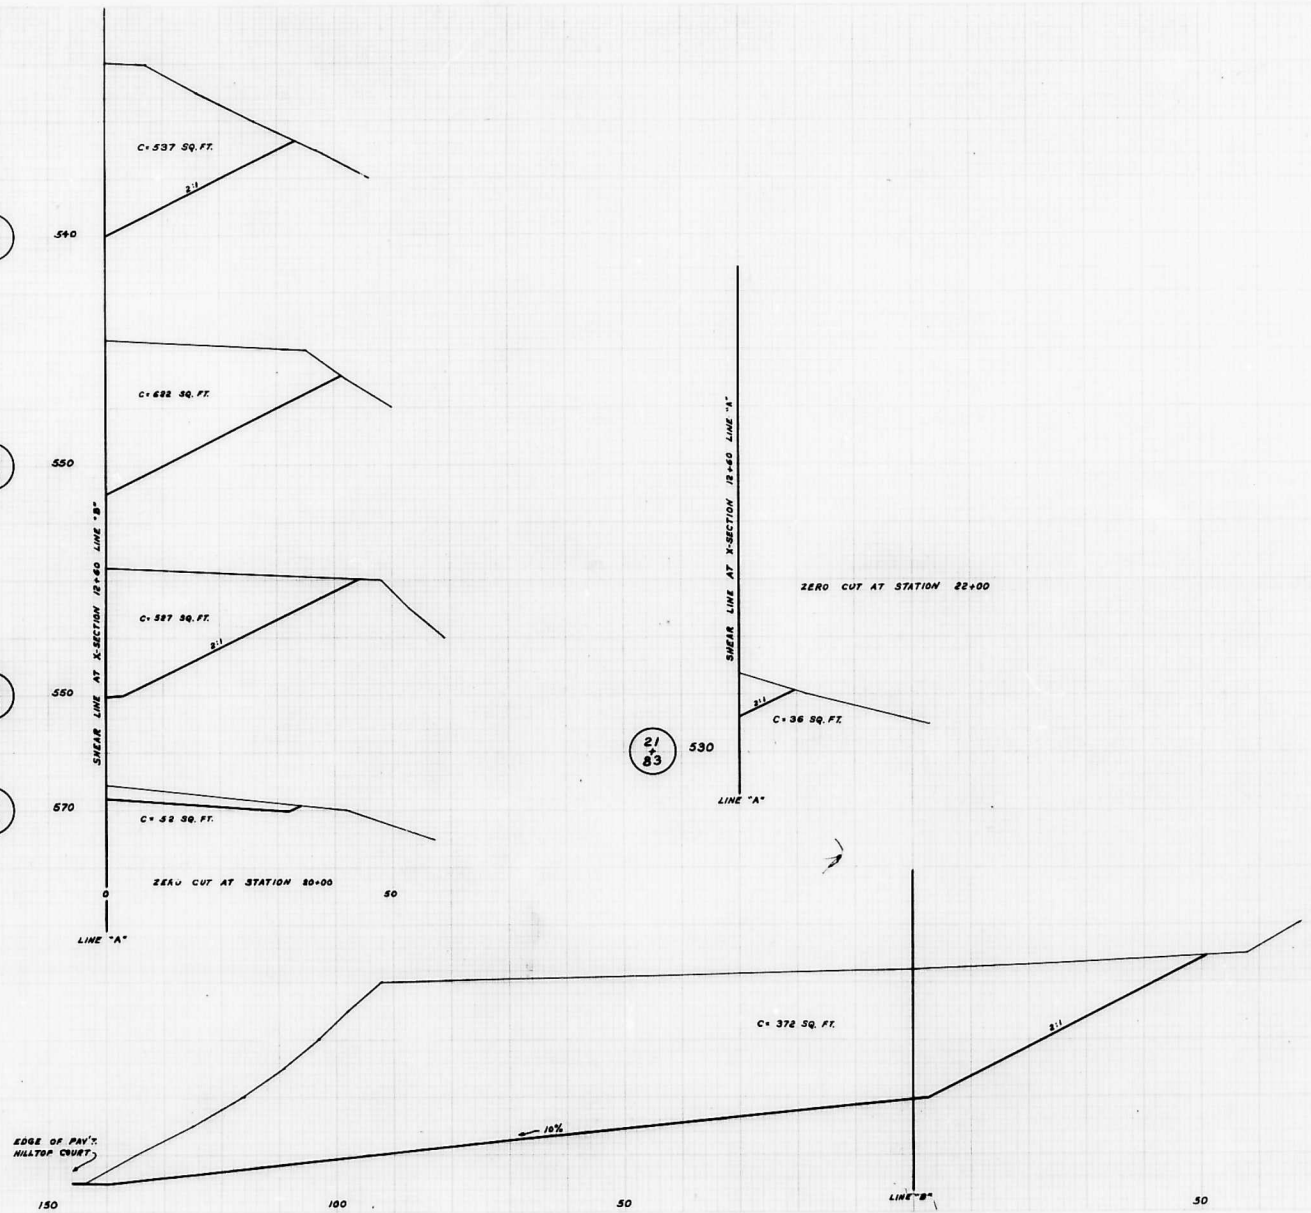 C= 537 SQ. FT.
2:1
540
C= 622 SQ. FT.
550
SHEAR LINE AT X-SECTION 12+60 LINE "B"
C= 527 SQ. FT.
2:1
550
570
C= 52 SQ. FT.
ZERO CUT AT STATION 20+00
0
50
LINE "A"
SHEAR LINE AT X-SECTION 12+60 LINE "A"
ZERO CUT AT STATION 22+00
2:1
C= 36 SQ. FT.
21
+
83
530
LINE "A"
C= 372 SQ. FT.
2:1
10%
EDGE OF PAV'T.
HILLTOP COURT
150
100
50
LINE "B"
50